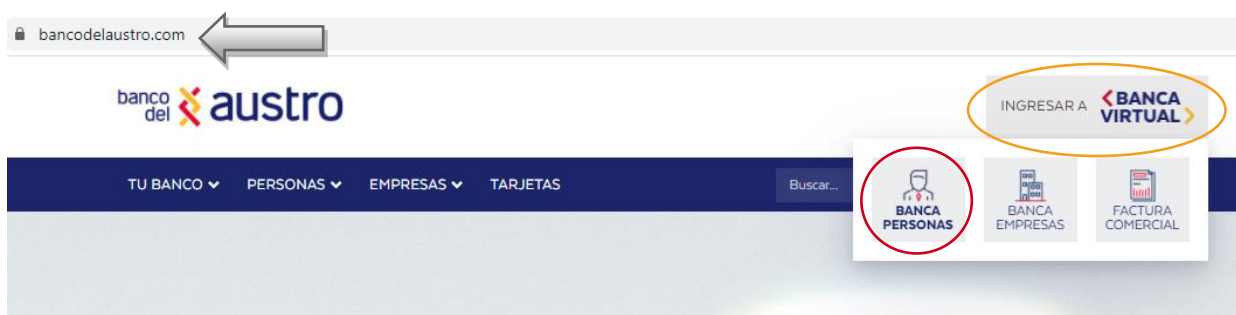 bancodelaustro.com
banco
del austro
INGRESAR A BANCA
VIRTUAL
TU BANCO PERSONAS EMPRESAS TARJETAS Buscar...
BANCA
PERSONAS
BANCA
EMPRESAS
FACTURA
COMERCIAL